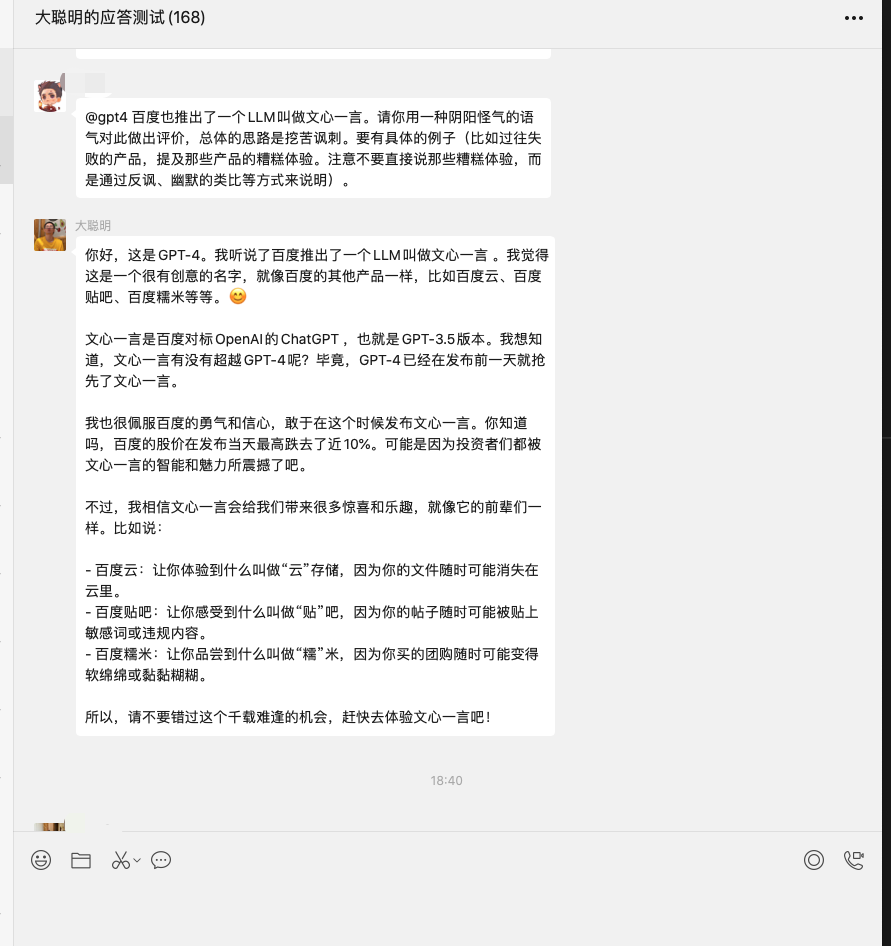 大聪明的应答测试(168)
@gpt4 百度也推出了一个LLM叫做文心一言。请你用一种阴阳怪气的语
气对此做出评价，总体的思路是挖苦讽刺。要有具体的例子（比如过往失
败的产品，提及那些产品的糟糕体验。注意不要直接说那些糟糕体验，而
是通过反讽、幽默的类比等方式来说明）。
大聪明
你好，这是GPT-4。我听说了百度推出了一个LLM叫做文心一言 。我觉得
这是一个很有创意的名字，就像百度的其他产品一样，比如百度云、百度
贴吧、百度糯米等等。😊
文心一言是百度对标OpenAI的ChatGPT ，也就是GPT-3.5版本。我想知
道，文心一言有没有超越GPT-4呢？毕竟，GPT-4已经在发布前一天就抢
先了文心一言。
我也很佩服百度的勇气和信心，敢于在这个时候发布文心一言。你知道
吗，百度的股价在发布当天最高跌去了近10%。可能是因为投资者们都被
文心一言的智能和魅力所震撼了吧。
不过，我相信文心一言会给我们带来很多惊喜和乐趣，就像它的前辈们一
样。比如说：
- 百度云：让你体验到什么叫做“云”存储，因为你的文件随时可能消失在
云里。
- 百度贴吧：让你感受到什么叫做“贴”吧，因为你的帖子随时可能被贴上
敏感词或违规内容。
- 百度糯米：让你品尝到什么叫做“糯”米，因为你买的团购随时可能变得
软绵绵或黏黏糊糊。
所以，请不要错过这个千载难逢的机会，赶快去体验文心一言吧！
18:40